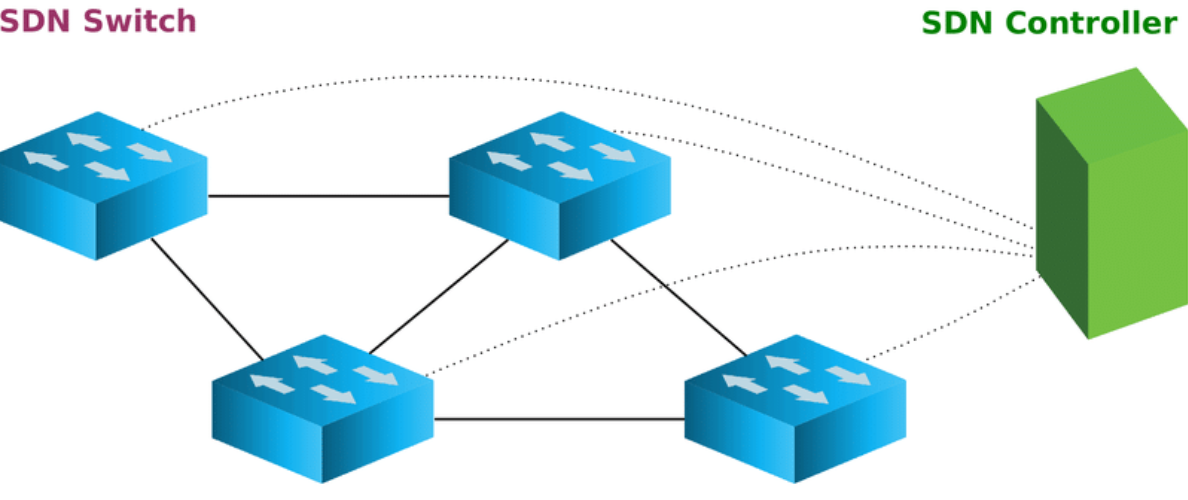 SDN Switch
SDN Controller